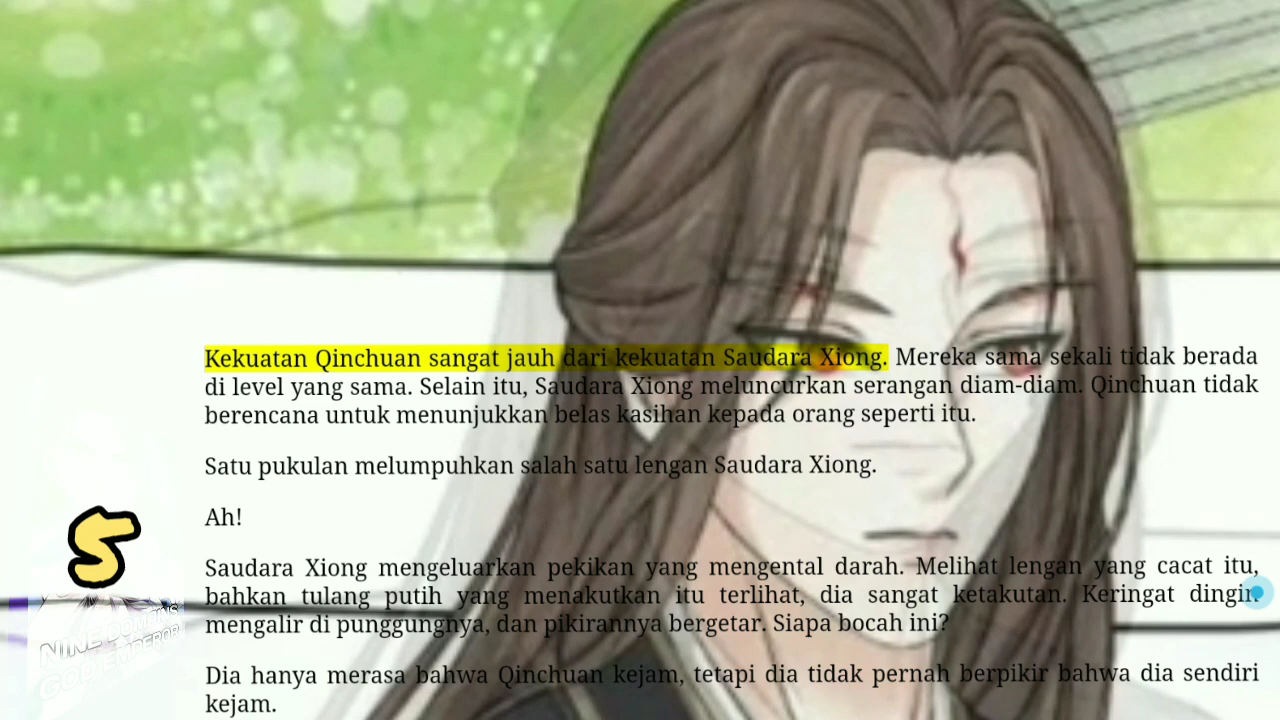 Kekuatan Qinchuan sangat jauh dari kekuatan Saudara Xiong. Mereka sama sekali tidak berada
di level yang sama. Selain itu, Saudara Xiong meluncurkan serangan diam-diam. Qinchuan tidak
berencana untuk menunjukkan belas kasihan kepada orang seperti itu.
Satu pukulan melumpuhkan salah satu lengan Saudara Xiong.
Ah!
S
Saudara Xiong mengeluarkan pekikan yang mengental darah. Melihat lengan yang cacat itu,
bahkan tulang putih yang menakutkan itu terlihat, dia sangat ketakutan. Keringat dingin
mengalir di punggungnya, dan pikirannya bergetar. Siapa bocah ini?
NINE DOMAINS
GOD EMPEROR
Dia hanya merasa bahwa Qinchuan kejam, tetapi dia tidak pernah berpikir bahwa dia sendiri
kejam.